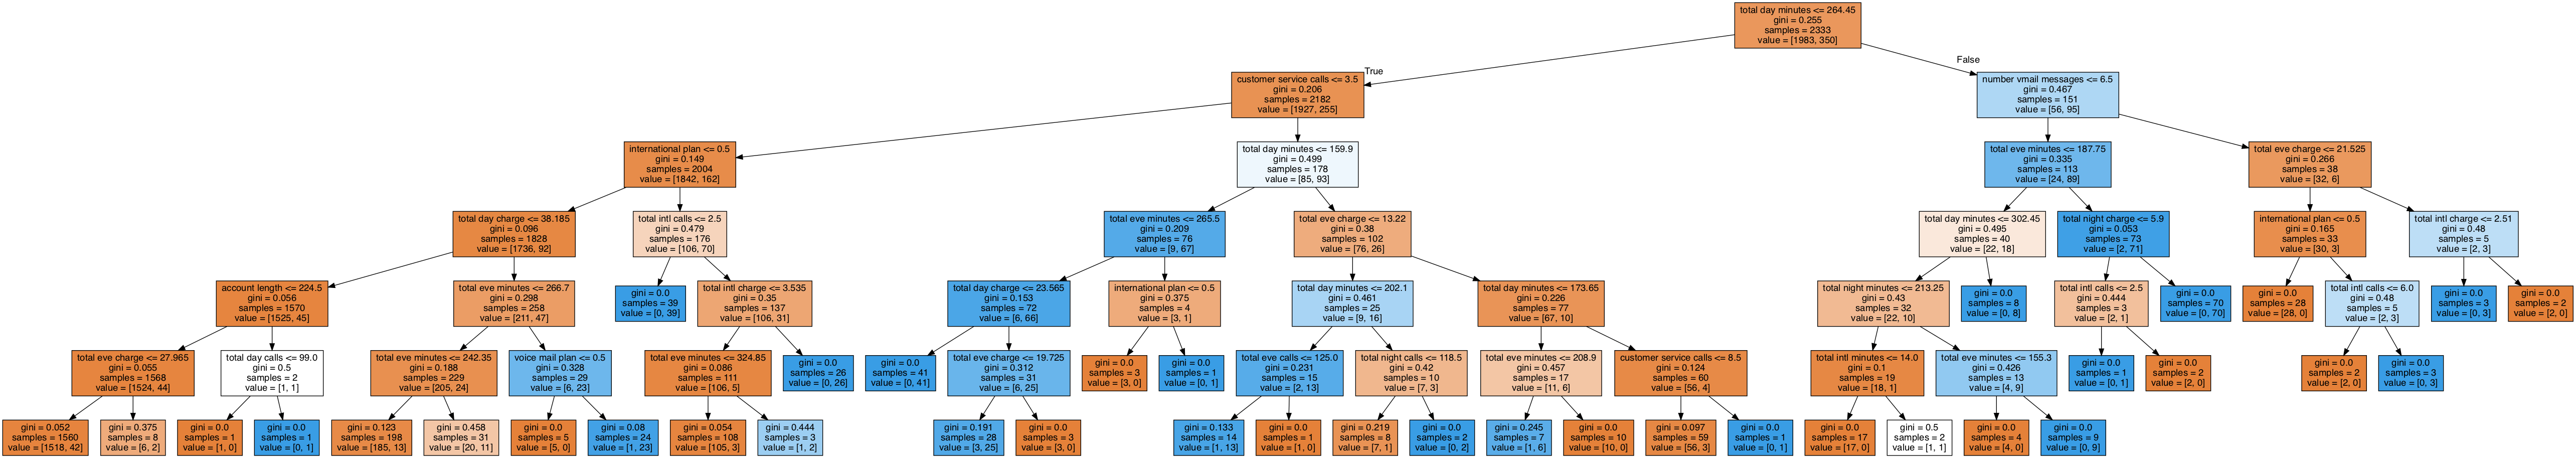 total day minutes <= 264.45
gini = 0.255
samples = 2333
value = [1983, 350]
True
False
customer service calls <= 3.5
gini = 0.206
samples = 2182
value = [1927, 255]
number vmail messages <= 6.5
gini = 0.467
samples = 151
value = [56, 95]
international plan <= 0.5
gini = 0.149
samples = 2004
value = [1842, 162]
total day minutes <= 159.9
gini = 0.499
samples = 178
value = [85, 93]
total eve minutes <= 187.75
gini = 0.335
samples = 113
value = [24, 89]
total eve charge <= 21.525
gini = 0.266
samples = 38
value = [32, 6]
total day charge <= 38.185
gini = 0.096
samples = 1828
value = [1736, 92]
total intl calls <= 2.5
gini = 0.479
samples = 176
value = [106, 70]
total eve minutes <= 265.5
gini = 0.209
samples = 76
value = [9, 67]
total eve charge <= 13.22
gini = 0.38
samples = 102
value = [76, 26]
total day minutes <= 302.45
gini = 0.495
samples = 40
value = [22, 18]
total night charge <= 5.9
gini = 0.053
samples = 73
value = [2, 71]
international plan <= 0.5
gini = 0.165
samples = 33
value = [30, 3]
total intl charge <= 2.51
gini = 0.48
samples = 5
value = [2, 3]
account length <= 224.5
gini = 0.056
samples = 1570
value = [1525, 45]
total eve minutes <= 266.7
gini = 0.298
samples = 258
value = [211, 47]
gini = 0.0
samples = 39
value = [0, 39]
total intl charge <= 3.535
gini = 0.35
samples = 137
value = [106, 31]
total day charge <= 23.565
gini = 0.153
samples = 72
value = [6, 66]
international plan <= 0.5
gini = 0.375
samples = 4
value = [3, 1]
total day minutes <= 202.1
gini = 0.461
samples = 25
value = [9, 16]
total day minutes <= 173.65
gini = 0.226
samples = 77
value = [67, 10]
total night minutes <= 213.25
gini = 0.43
samples = 32
value = [22, 10]
gini = 0.0
samples = 8
value = [0, 8]
total intl calls <= 2.5
gini = 0.444
samples = 3
value = [2, 1]
gini = 0.0
samples = 70
value = [0, 70]
gini = 0.0
samples = 28
value = [28, 0]
total intl calls <= 6.0
gini = 0.48
samples = 5
value = [2, 3]
gini = 0.0
samples = 3
value = [0, 3]
gini = 0.0
samples = 2
value = [2, 0]
total eve charge <= 27.965
gini = 0.055
samples = 1568
value = [1524, 44]
total day calls <= 99.0
gini = 0.5
samples = 2
value = [1, 1]
total eve minutes <= 242.35
gini = 0.188
samples = 229
value = [205, 24]
voice mail plan <= 0.5
gini = 0.328
samples = 29
value = [6, 23]
total eve minutes <= 324.85
gini = 0.086
samples = 111
value = [106, 5]
gini = 0.0
samples = 26
value = [0, 26]
gini = 0.0
samples = 41
value = [0, 41]
total eve charge <= 19.725
gini = 0.312
samples = 31
value = [6, 25]
gini = 0.0
samples = 3
value = [3, 0]
gini = 0.0
samples = 1
value = [0, 1]
total eve calls <= 125.0
gini = 0.231
samples = 15
value = [2, 13]
total night calls <= 118.5
gini = 0.42
samples = 10
value = [7, 3]
total eve minutes <= 208.9
gini = 0.457
samples = 17
value = [11, 6]
customer service calls <= 8.5
gini = 0.124
samples = 60
value = [56, 4]
total intl minutes <= 14.0
gini = 0.1
samples = 19
value = [18, 1]
total eve minutes <= 155.3
gini = 0.426
samples = 13
value = [4, 9]
gini = 0.0
samples = 1
value = [0, 1]
gini = 0.0
samples = 2
value = [2, 0]
gini = 0.0
samples = 2
value = [2, 0]
gini = 0.0
samples = 3
value = [0, 3]
gini = 0.052
samples = 1560
value = [1518, 42]
gini = 0.375
samples = 8
value = [6, 2]
gini = 0.0
samples = 1
value = [1, 0]
gini = 0.0
samples = 1
value = [0, 1]
gini = 0.123
samples = 198
value = [185, 13]
gini = 0.458
samples = 31
value = [20, 11]
gini = 0.0
samples = 5
value = [5, 0]
gini = 0.08
samples = 24
value = [1, 23]
gini = 0.054
samples = 108
value = [105, 3]
gini = 0.444
samples = 3
value = [1, 2]
gini = 0.191
samples = 28
value = [3, 25]
gini = 0.0
samples = 3
value = [3, 0]
gini = 0.133
samples = 14
value = [1, 13]
gini = 0.0
samples = 1
value = [1, 0]
gini = 0.219
samples = 8
value = [7, 1]
gini = 0.0
samples = 2
value = [0, 2]
gini = 0.245
samples = 7
value = [1, 6]
gini = 0.0
samples = 10
value = [10, 0]
gini = 0.097
samples = 59
value = [56, 3]
gini = 0.0
samples = 1
value = [0, 1]
gini = 0.0
samples = 17
value = [17, 0]
gini = 0.5
samples = 2
value = [1, 1]
gini = 0.0
samples = 4
value = [4, 0]
gini = 0.0
samples = 9
value = [0, 9]